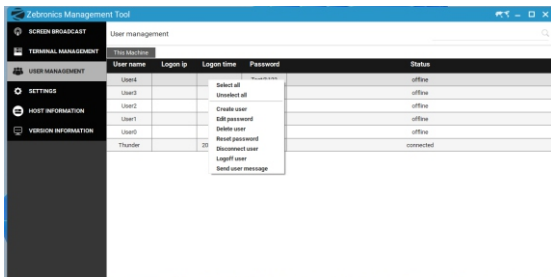 Zebronics Management Tool
SCREEN BROADCAST
User management
TERMINAL MANAGEMENT
This Machine
USER MANAGEMENT
User name Logon ip Logon time Password Status
User4 offline
User3 offline
User2 offline
User1 offline
User0 offline
Thunder 20 connected
SETTINGS
HOST INFORMATION
VERSION INFORMATION
Select all
Unselect all
Create user
Edit password
Delete user
Reset password
Disconnect user
Logoff user
Send user message